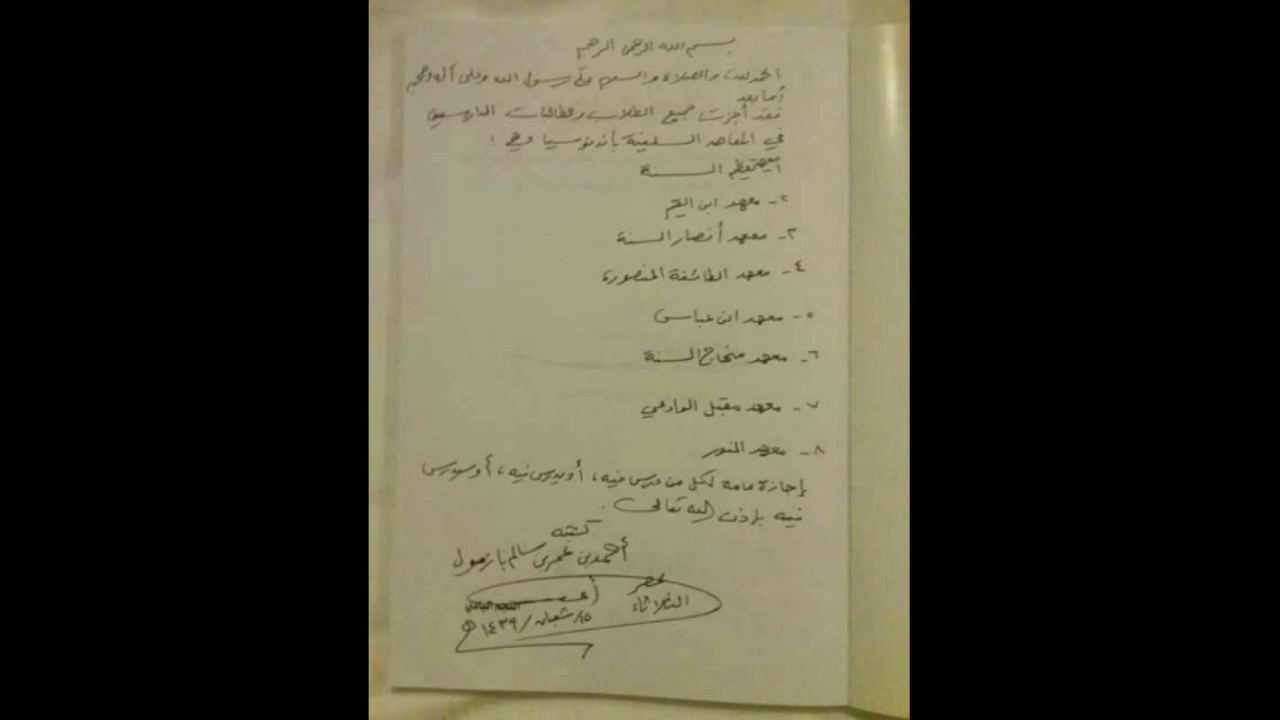 بسم الله الرحمن الرحيم
الحمد لله والصلاة والسلام على رسول الله وعلى آله وصحبه
أما بعد
فقد أجزت جميع الطلاب والطالبات الدارسين
في المعاهد السلفية بأندونوسيا وهي :
السنة
٢- معهد ابن القيم
٣- معهد أنصار السنة
٤- معهد الطائفة المنصورة
٥- معهد ابن عباس
٦- معهد منهاج السنة
٧- معهد مقبل الوادعي
٨- معهد المنور
إجازة عامة لكل من درس فيه، أو يدرس فيه، أو سيدرس
فيه بإذن الله تعالى .
كتبه
أحمد بن عمر بن سالم بازمول
عصر
الثلاثاء
١٥/شعبان/١٤٣٩هـ